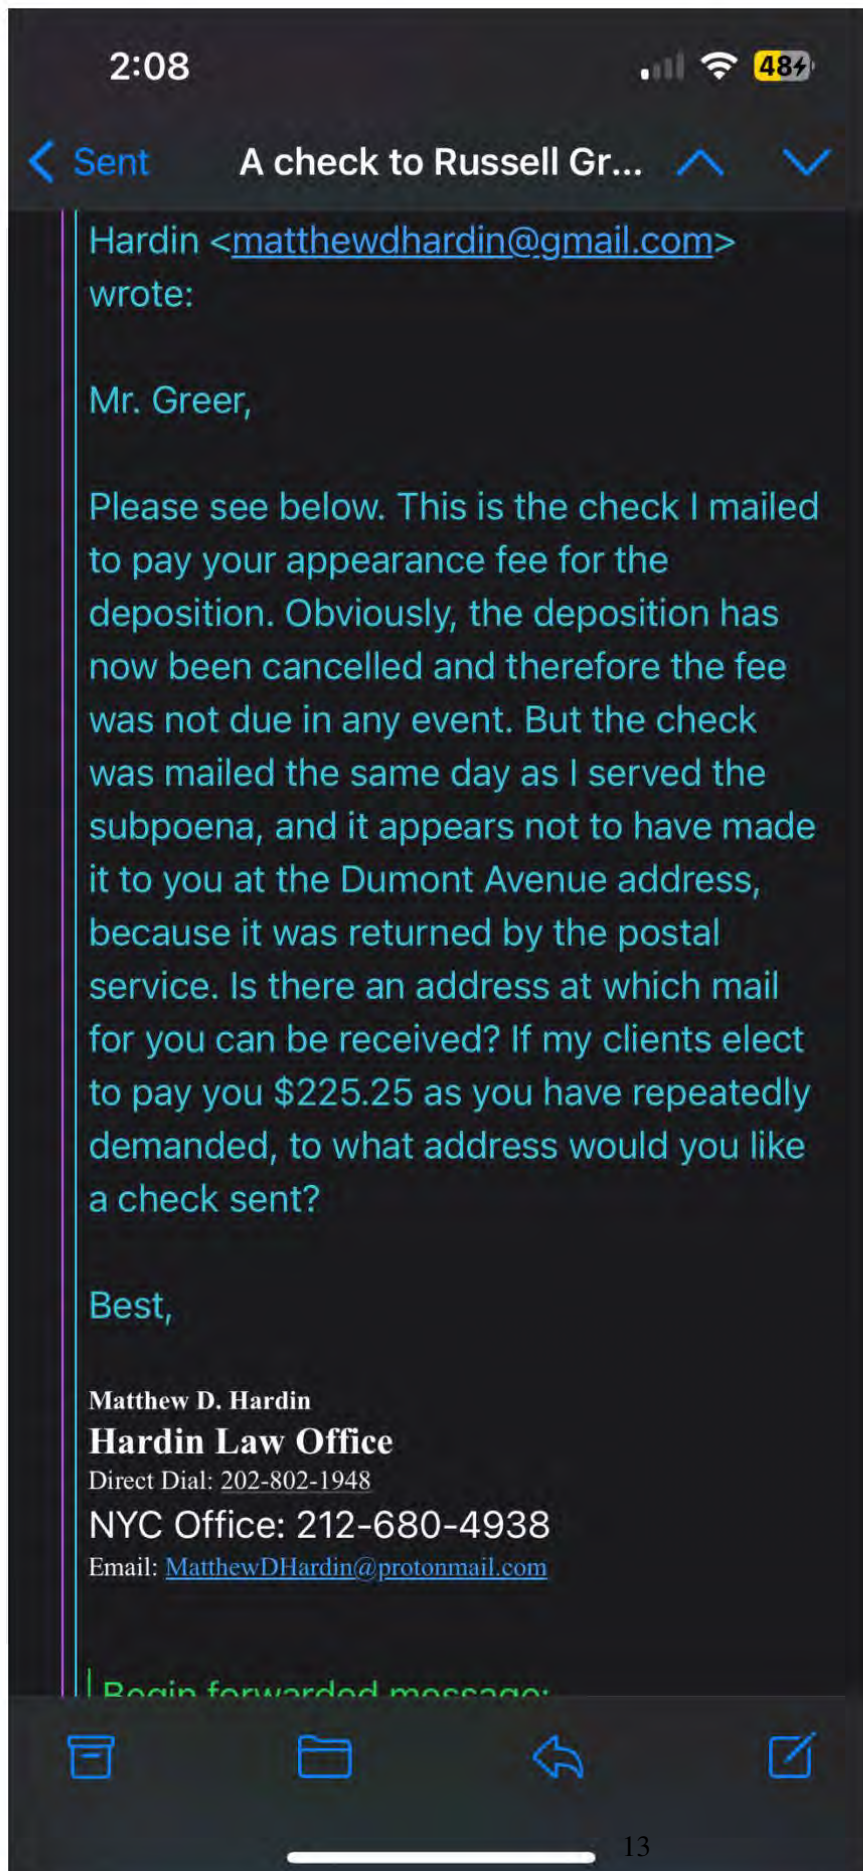 2:08
48
Sent
A check to Russell Gr...
Hardin <matthewdhardin@gmail.com>
wrote:
Mr. Greer,
Please see below. This is the check I mailed
to pay your appearance fee for the
deposition. Obviously, the deposition has
now been cancelled and therefore the fee
was not due in any event. But the check
was mailed the same day as I served the
subpoena, and it appears not to have made
it to you at the Dumont Avenue address,
because it was returned by the postal
service. Is there an address at which mail
for you can be received? If my clients elect
to pay you $225.25 as you have repeatedly
demanded, to what address would you like
a check sent?
Best,
Matthew D. Hardin
Hardin Law Office
Direct Dial: 202-802-1948
NYC Office: 212-680-4938
Email: MatthewDHardin@protonmail.com
Begin forwarded message:
13